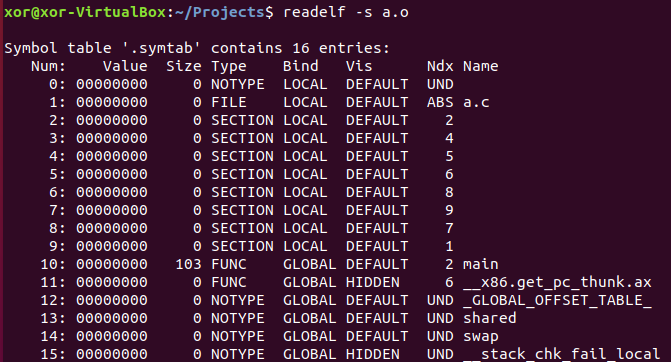 xor@xor-VirtualBox:~/Projects$ readelf -s a.o
Symbol table '.symtab' contains 16 entries:
   Num:    Value  Size Type    Bind   Vis      Ndx Name
     0: 00000000     0 NOTYPE  LOCAL  DEFAULT  UND
     1: 00000000     0 FILE    LOCAL  DEFAULT  ABS a.c
     2: 00000000     0 SECTION LOCAL  DEFAULT    2
     3: 00000000     0 SECTION LOCAL  DEFAULT    4
     4: 00000000     0 SECTION LOCAL  DEFAULT    5
     5: 00000000     0 SECTION LOCAL  DEFAULT    6
     6: 00000000     0 SECTION LOCAL  DEFAULT    8
     7: 00000000     0 SECTION LOCAL  DEFAULT    9
     8: 00000000     0 SECTION LOCAL  DEFAULT    7
     9: 00000000     0 SECTION LOCAL  DEFAULT    1
    10: 00000000   103 FUNC    GLOBAL DEFAULT    2 main
    11: 00000000     0 FUNC    GLOBAL HIDDEN     6 __x86.get_pc_thunk.ax
    12: 00000000     0 NOTYPE  GLOBAL DEFAULT  UND _GLOBAL_OFFSET_TABLE_
    13: 00000000     0 NOTYPE  GLOBAL DEFAULT  UND shared
    14: 00000000     0 NOTYPE  GLOBAL DEFAULT  UND swap
    15: 00000000     0 NOTYPE  GLOBAL HIDDEN   UND __stack_chk_fail_local